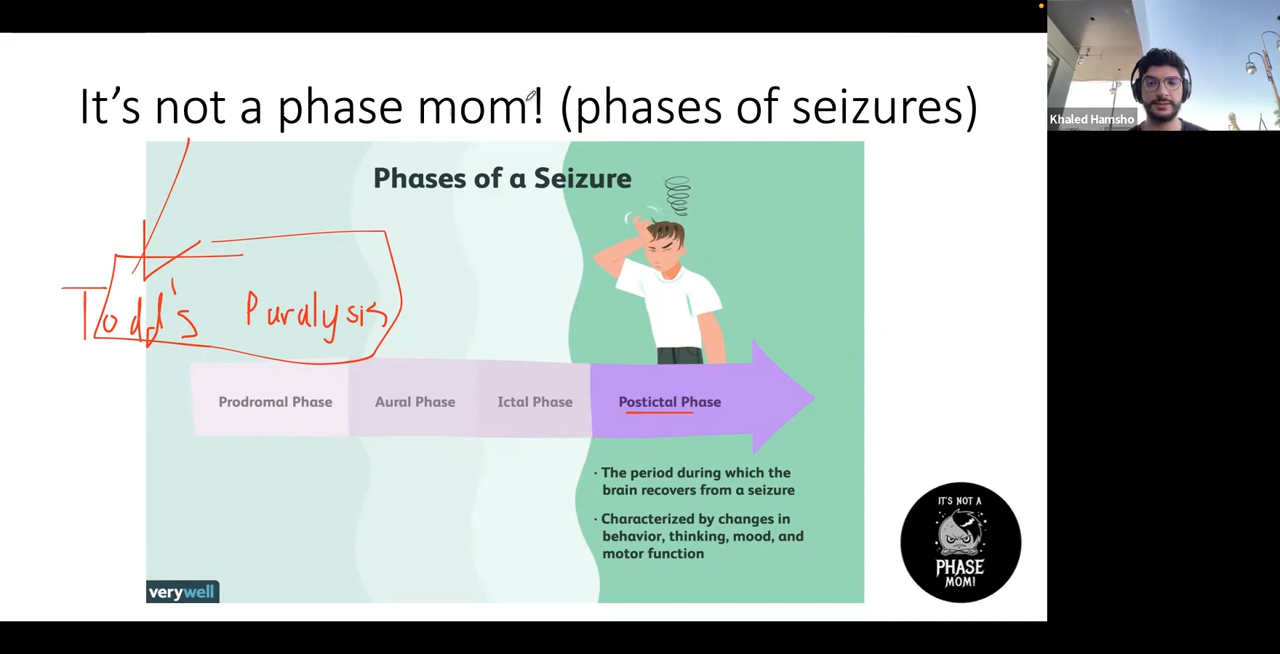 It's not a phase mom! (phases of seizures)
Khaled Hamsho
Phases of a Seizure
Todd's Paralysis
Prodromal Phase
Aural Phase
Ictal Phase
Postictal Phase
· The period during which the
brain recovers from a seizure
· Characterized by changes in
behavior, thinking, mood, and
motor function
IT'S NOT A
PHASE
MOM!
verywell